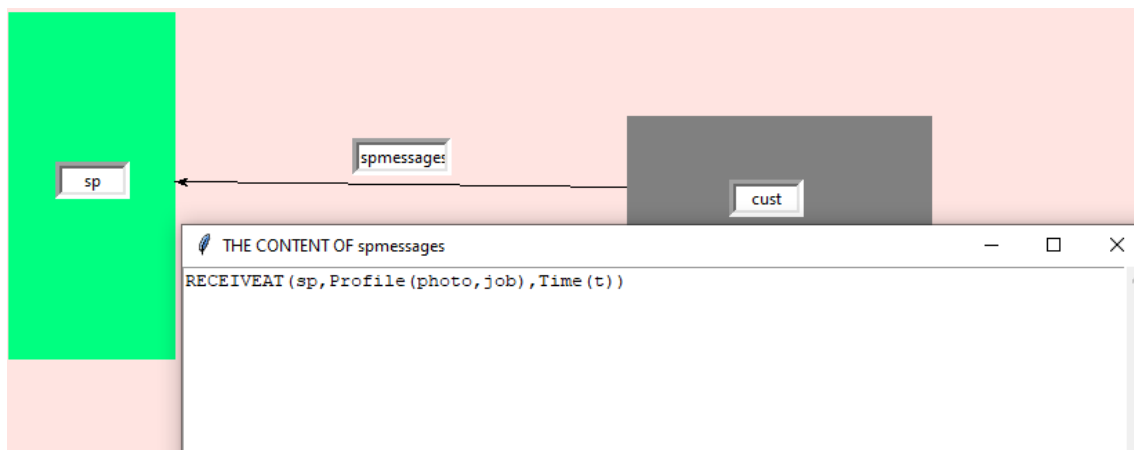 spmessages
sp
cust
THE CONTENT OF spmessages
RECEIVEAT(sp,Profile(photo,job),Time(t))